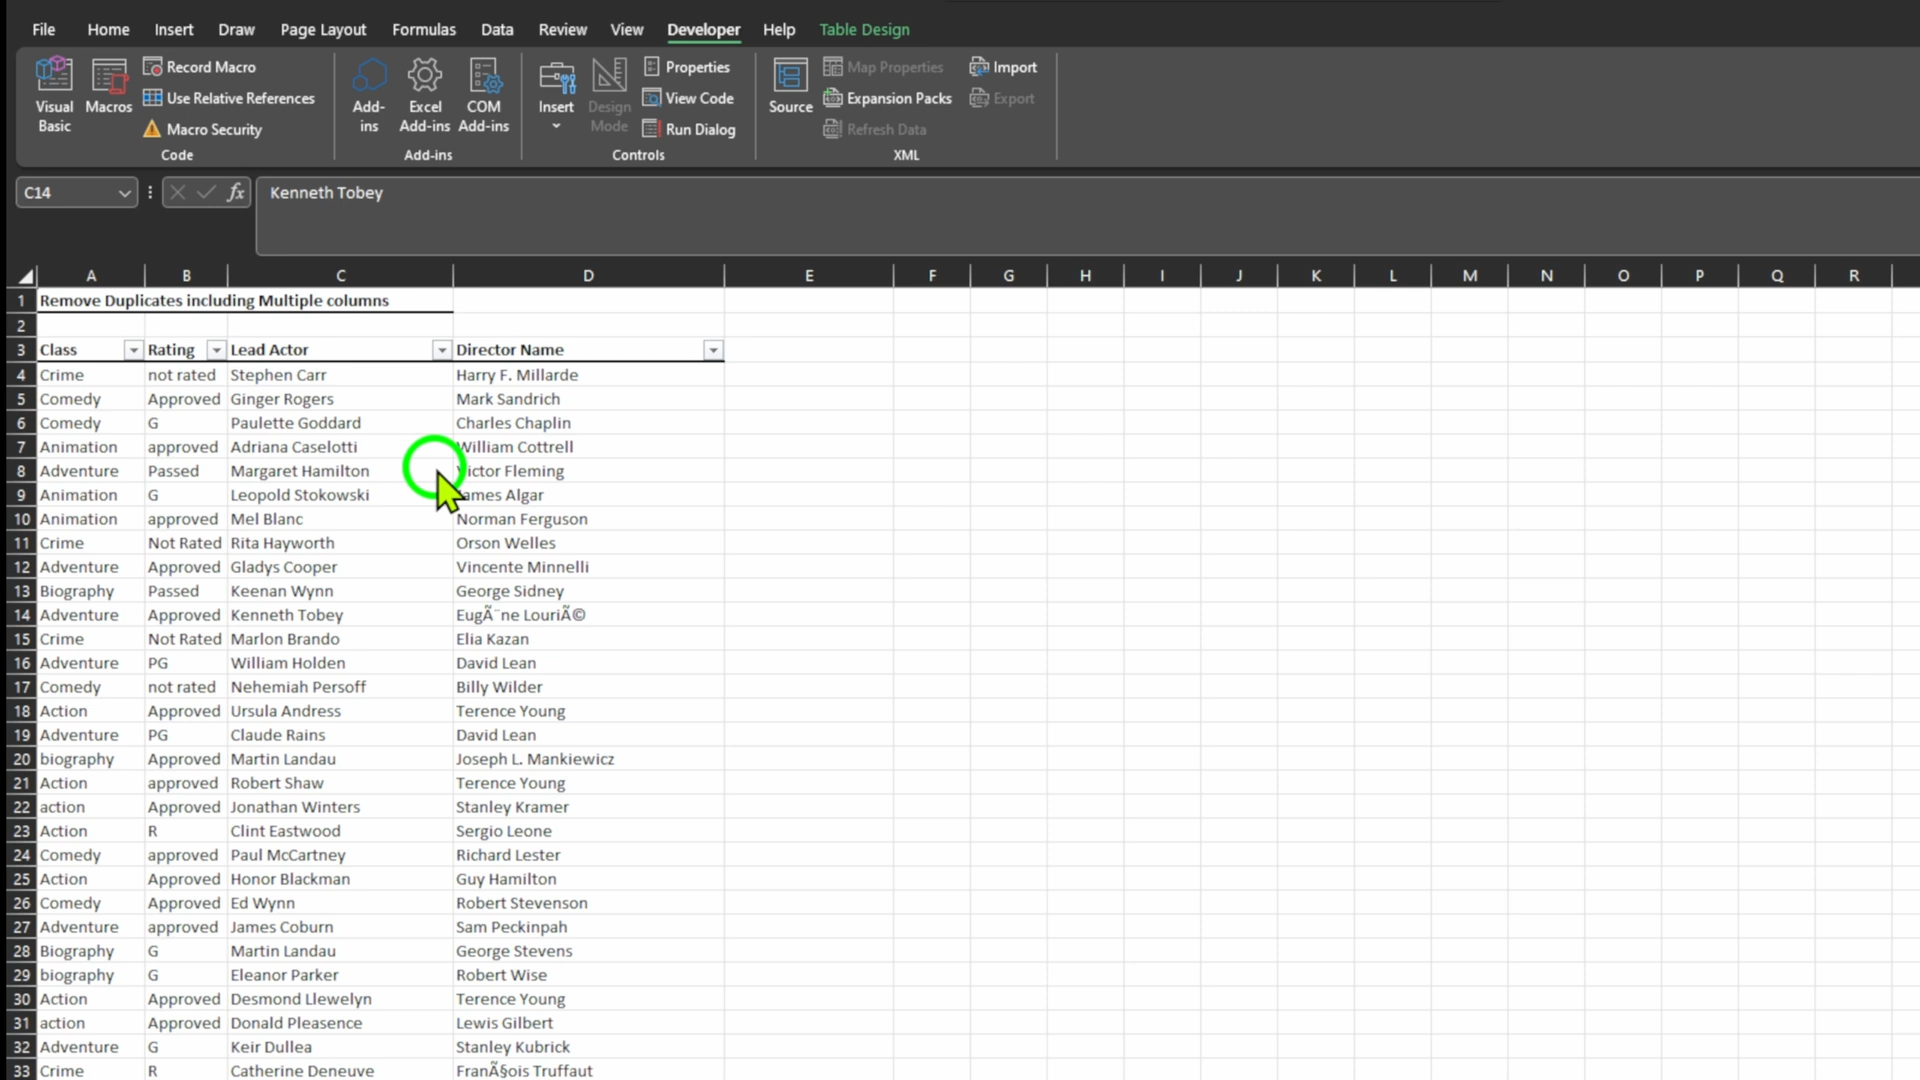 File Home Insert Draw Page Layout Formulas Data Review View Developer Help Table Design
Visual Basic
Macros
Record Macro
Use Relative References
Macro Security
Code
Add-ins
Excel Add-ins
COM Add-ins
Add-ins
Insert
Design Mode
Properties
View Code
Run Dialog
Controls
Source
Map Properties
Expansion Packs
Refresh Data
Import
Export
XML
C14 fx Kenneth Tobey
A B C D E F G H I J K L M N O P Q R
1 Remove Duplicates including Multiple columns
2
3 Class Rating Lead Actor Director Name
4 Crime not rated Stephen Carr Harry F. Millarde
5 Comedy Approved Ginger Rogers Mark Sandrich
6 Comedy G Paulette Goddard Charles Chaplin
7 Animation approved Adriana Caselotti William Cottrell
8 Adventure Passed Margaret Hamilton Victor Fleming
9 Animation G Leopold Stokowski James Algar
10 Animation approved Mel Blanc Norman Ferguson
11 Crime Not Rated Rita Hayworth Orson Welles
12 Adventure Approved Gladys Cooper Vincente Minnelli
13 Biography Passed Keenan Wynn George Sidney
14 Adventure Approved Kenneth Tobey EugÃ¨ne LouriÃ©
15 Crime Not Rated Marlon Brando Elia Kazan
16 Adventure PG William Holden David Lean
17 Comedy not rated Nehemiah Persoff Billy Wilder
18 Action Approved Ursula Andress Terence Young
19 Adventure PG Claude Rains David Lean
20 biography Approved Martin Landau Joseph L. Mankiewicz
21 Action approved Robert Shaw Terence Young
22 action Approved Jonathan Winters Stanley Kramer
23 Action R Clint Eastwood Sergio Leone
24 Comedy approved Paul McCartney Richard Lester
25 Action Approved Honor Blackman Guy Hamilton
26 Comedy Approved Ed Wynn Robert Stevenson
27 Adventure approved James Coburn Sam Peckinpah
28 Biography G Martin Landau George Stevens
29 biography G Eleanor Parker Robert Wise
30 Action Approved Desmond Llewelyn Terence Young
31 action Approved Donald Pleasence Lewis Gilbert
32 Adventure G Keir Dullea Stanley Kubrick
33 Crime R Catherine Deneuve FranÃ§ois Truffaut